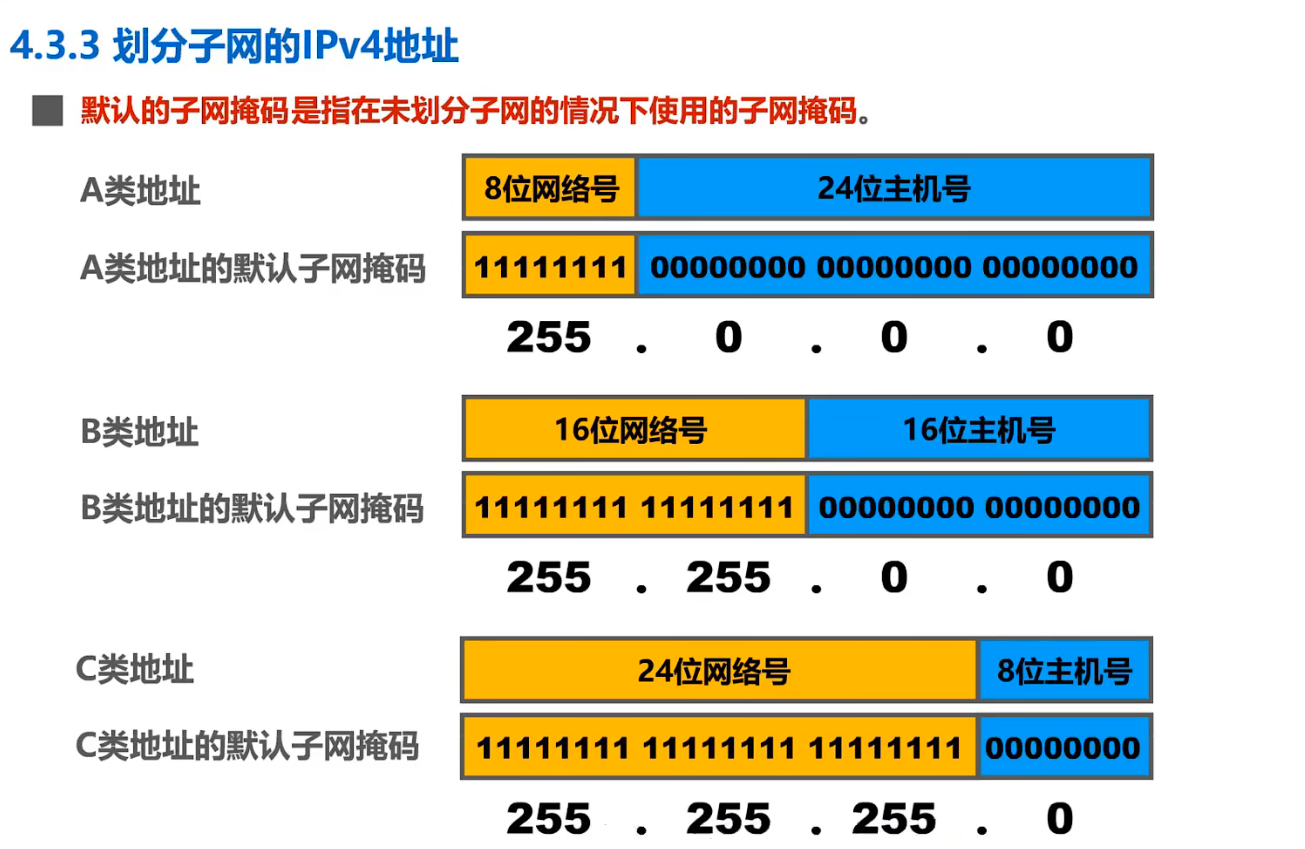 4.3.3 划分子网的IPv4地址
默认的子网掩码是指在未划分子网的情况下使用的子网掩码。
A类地址 8位网络号 24位主机号
A类地址的默认子网掩码 11111111 00000000 00000000 00000000
255 . 0 . 0 . 0
B类地址 16位网络号 16位主机号
B类地址的默认子网掩码 11111111 11111111 00000000 00000000
255 . 255 . 0 . 0
C类地址 24位网络号 8位主机号
C类地址的默认子网掩码 11111111 11111111 11111111 00000000
255 . 255 . 255 . 0